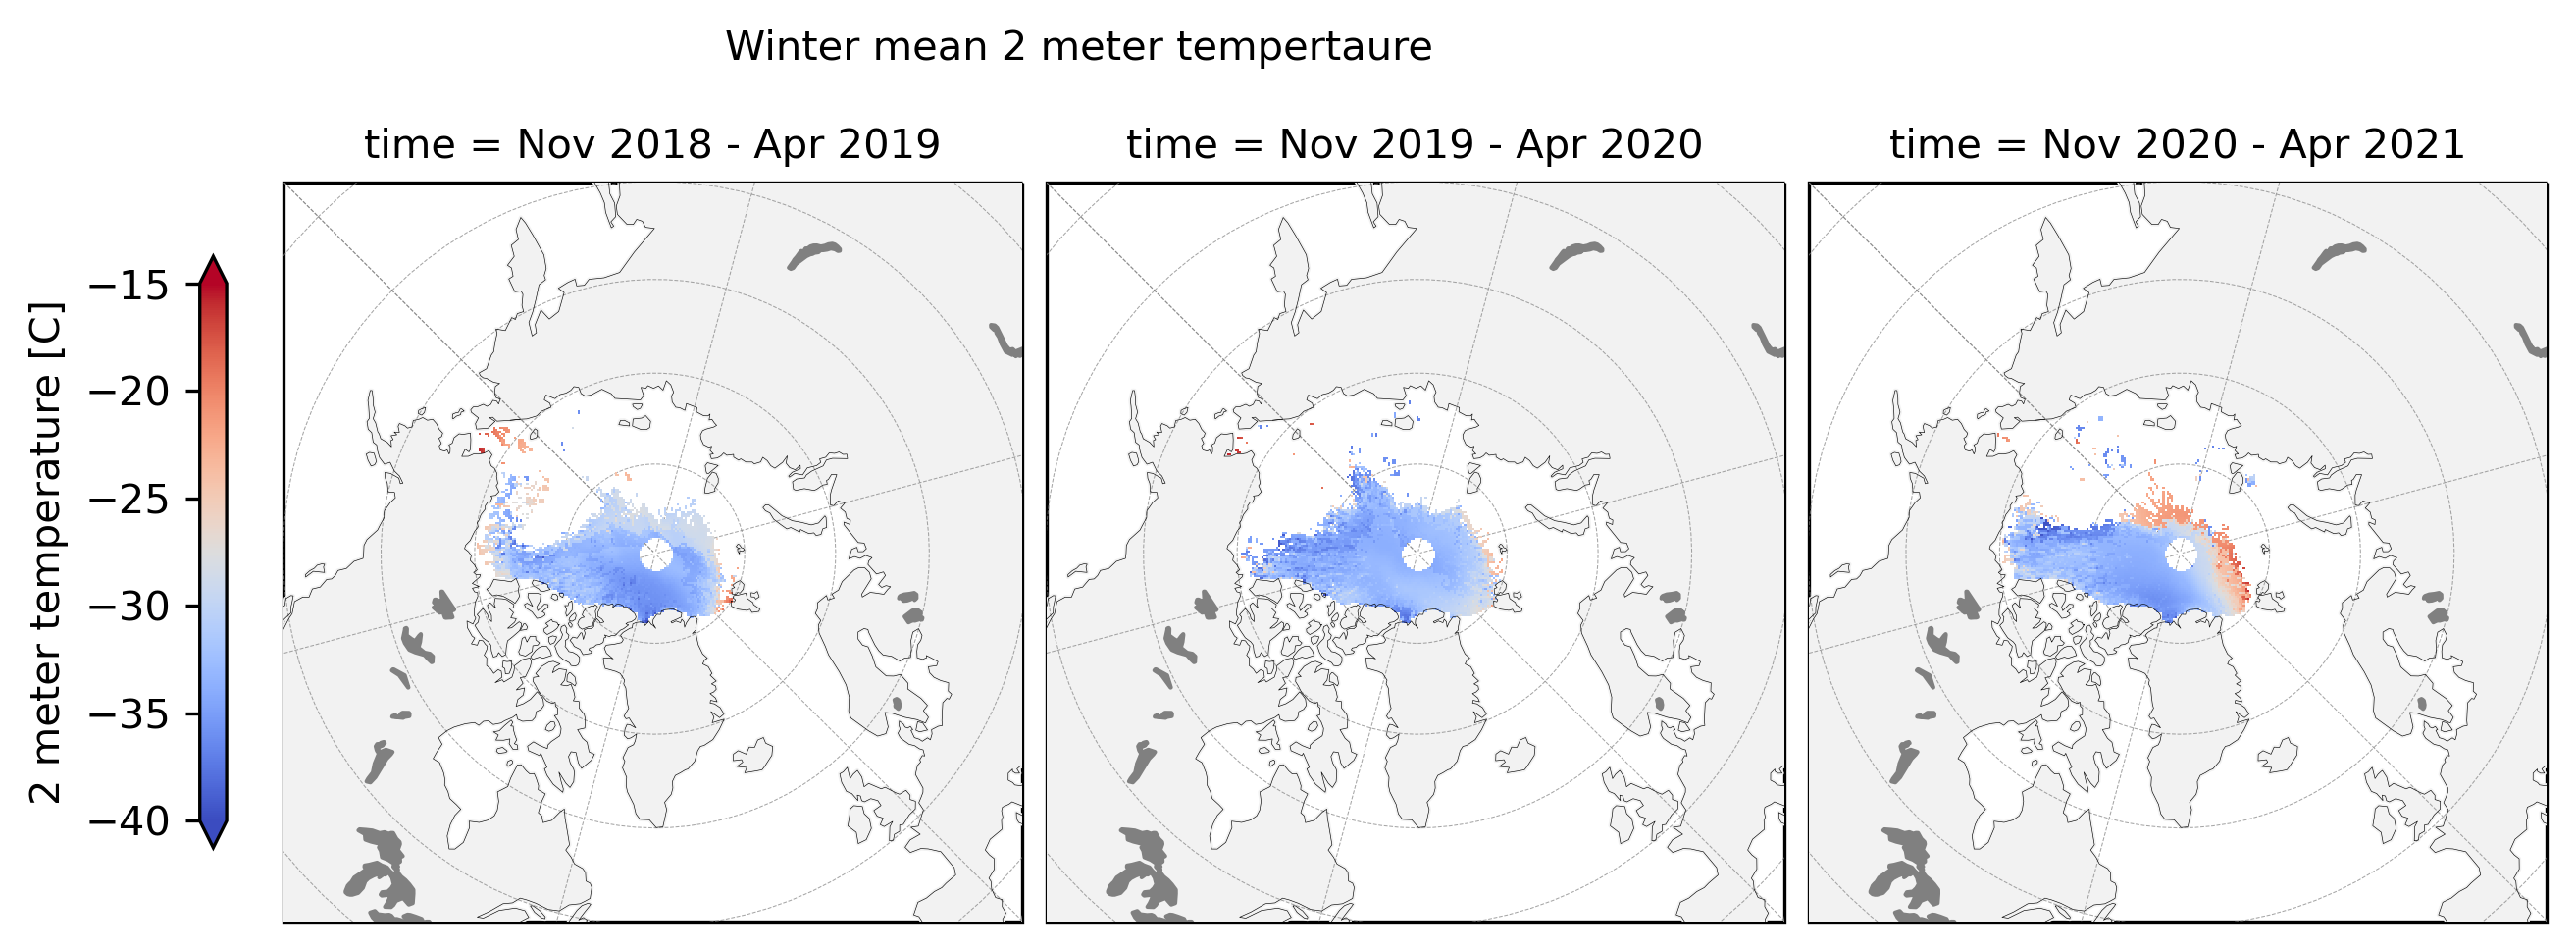 Winter mean 2 meter tempertaure
time = Nov 2018 - Apr 2019
time = Nov 2019 - Apr 2020
time = Nov 2020 - Apr 2021
2 meter temperature [C]
−15
−20
−25
−30
−35
−40